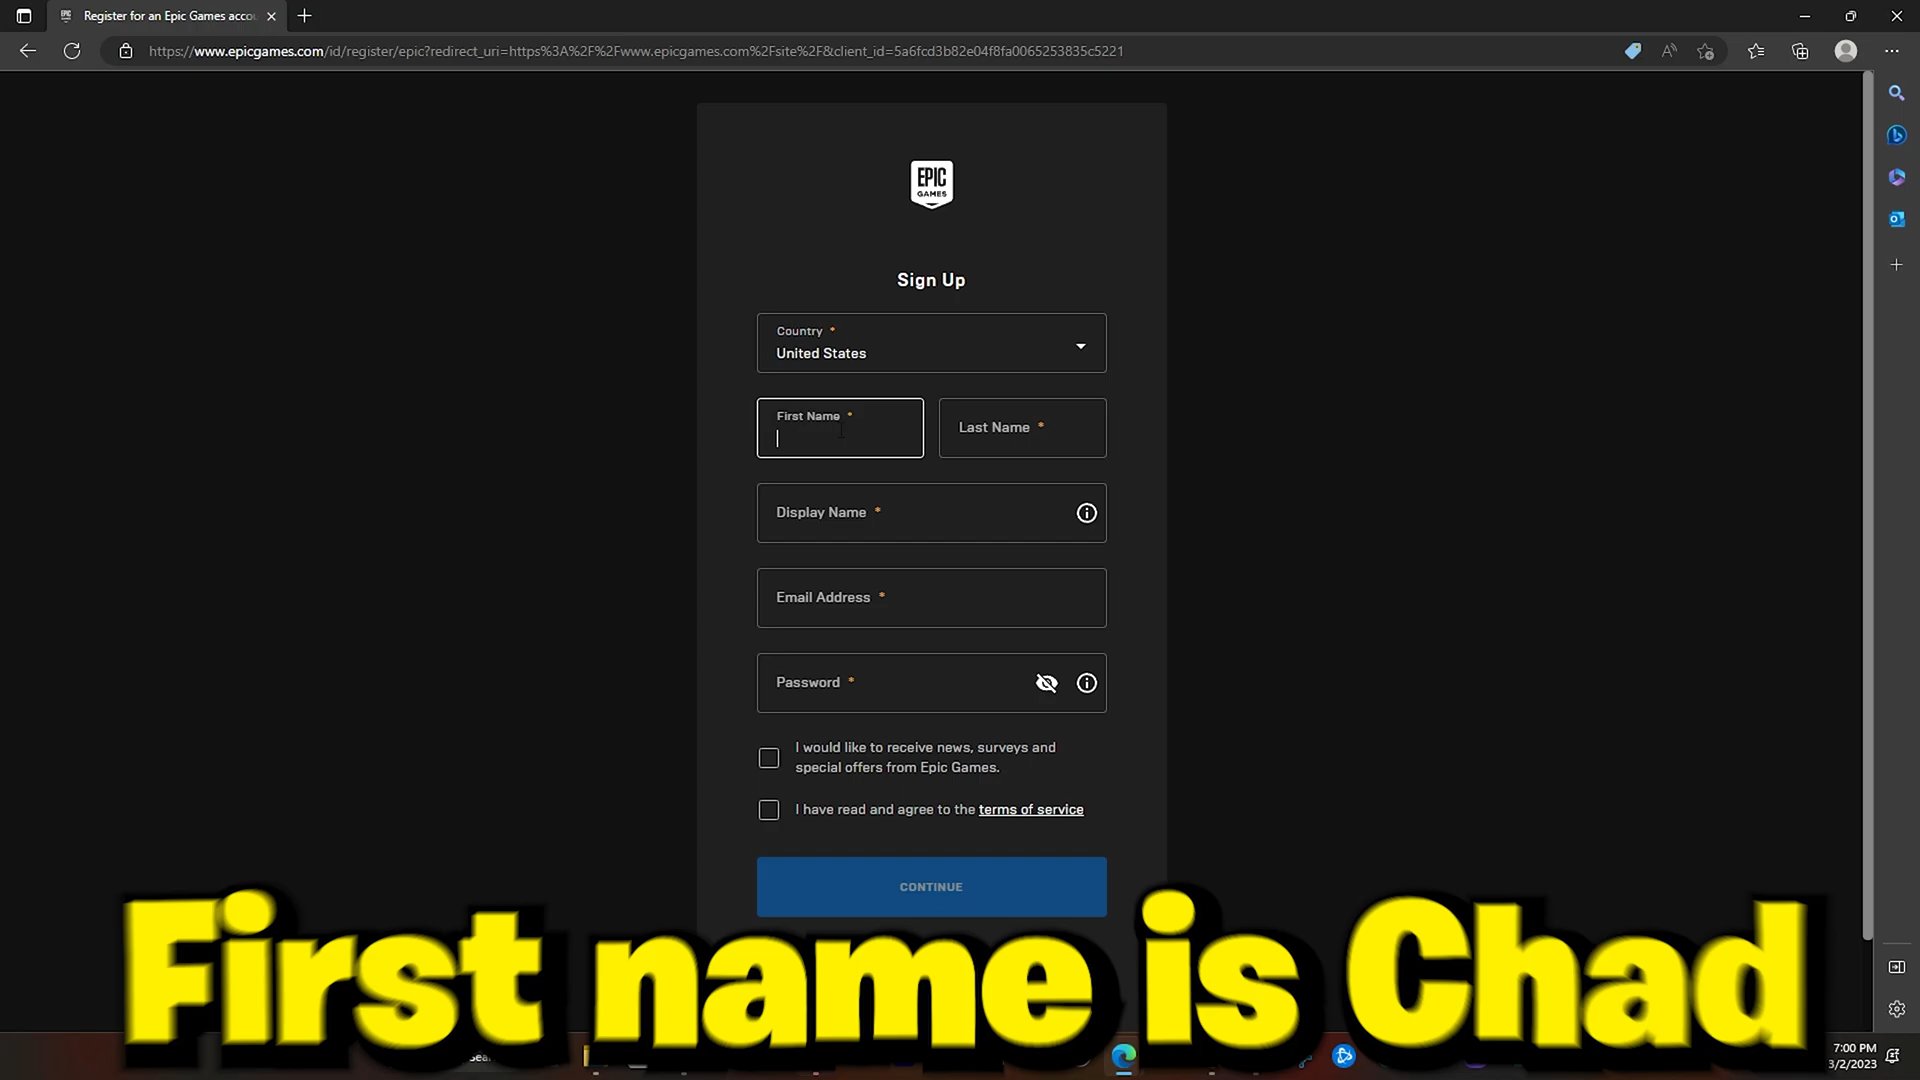 Register for an Epic Games acco
https://www.epicgames.com/id/register/epic?redirect_uri=https%3A%2F%2Fwww.epicgames.com%2Fsite%2F&client_id=5a6fcd3b82e04f8fa0065253835c5221
EPIC
GAMES
Sign Up
Country *
United States
First Name *
Last Name *
Display Name *
Email Address *
Password *
I would like to receive news, surveys and
special offers from Epic Games.
I have read and agree to the terms of service
CONTINUE
First name is Chad
Sea
7:00 PM
3/2/2023